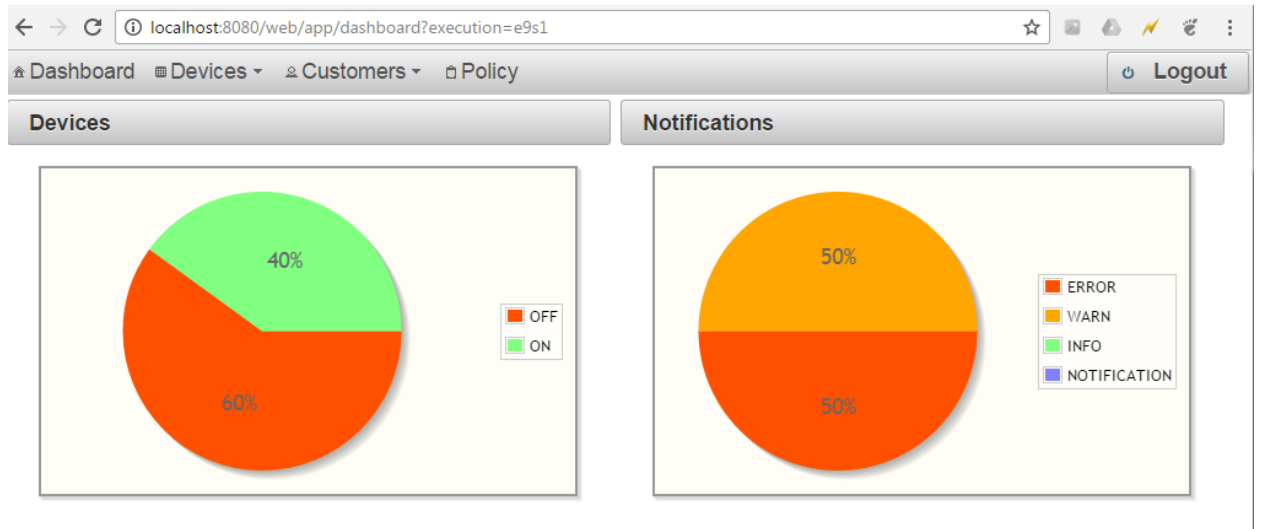 localhost:8080/web/app/dashboard?execution=e9s1
Dashboard Devices Customers Policy Logout
Devices
Notifications
40%
60%
OFF
ON
50%
50%
ERROR
WARN
INFO
NOTIFICATION